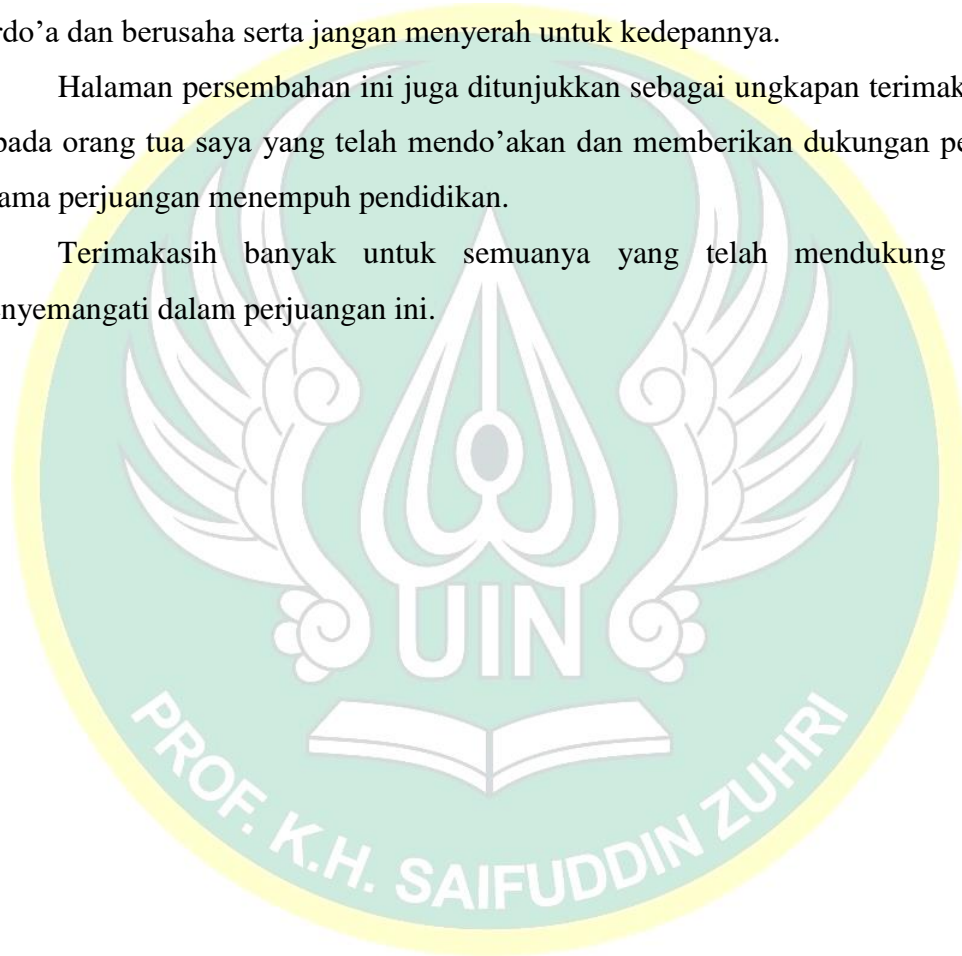 rdo’a dan berusaha serta jangan menyerah untuk kedepannya.
Halaman persembahan ini juga ditunjukkan sebagai ungkapan terimak
pada orang tua saya yang telah mendo’akan dan memberikan dukungan pe
ama perjuangan menempuh pendidikan.
Terimakasih banyak untuk semuanya yang telah mendukung
nyemangati dalam perjuangan ini.
UIN
PROF. K.H. SAIFUDDIN ZUHRI